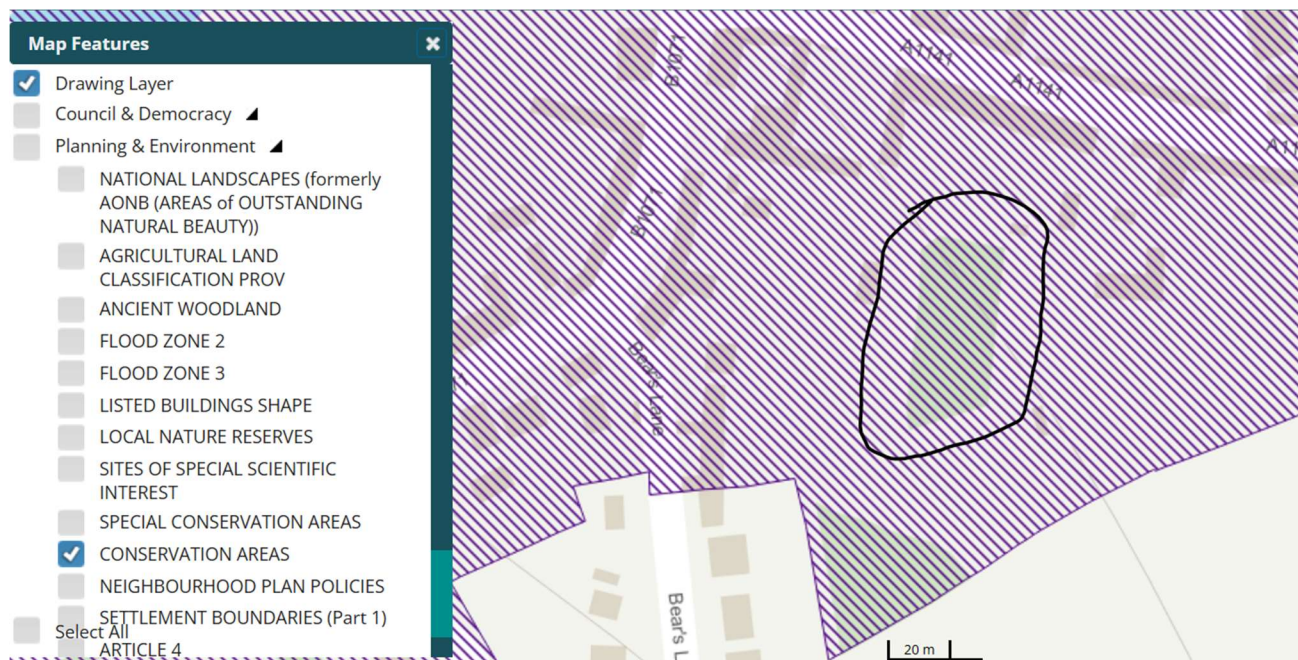 Map Features
Drawing Layer
Council & Democracy
Planning & Environment
NATIONAL LANDSCAPES (formerly
AONB (AREAS of OUTSTANDING
NATURAL BEAUTY))
AGRICULTURAL LAND
CLASSIFICATION PROV
ANCIENT WOODLAND
FLOOD ZONE 2
FLOOD ZONE 3
LISTED BUILDINGS SHAPE
LOCAL NATURE RESERVES
SITES OF SPECIAL SCIENTIFIC
INTEREST
SPECIAL CONSERVATION AREAS
CONSERVATION AREAS
NEIGHBOURHOOD PLAN POLICIES
SETTLEMENT BOUNDARIES (Part 1)
Select All
ARTICLE 4
B1071
A1141
A1141
A11
B1071
Bear's Lane
Bear's L
20 m